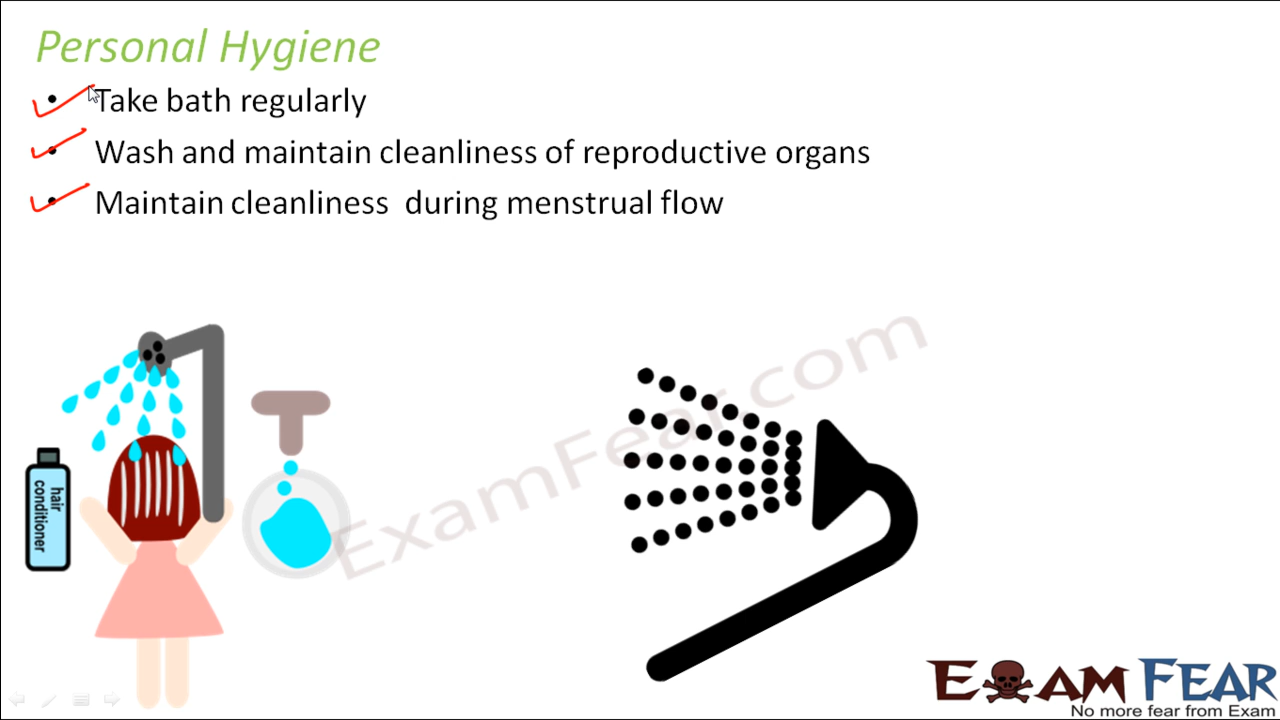 Personal Hygiene
• Take bath regularly
• Wash and maintain cleanliness of reproductive organs
• Maintain cleanliness during menstrual flow
hair
conditioner
ExamFear.com
EXAM FEAR
No more fear from Exam